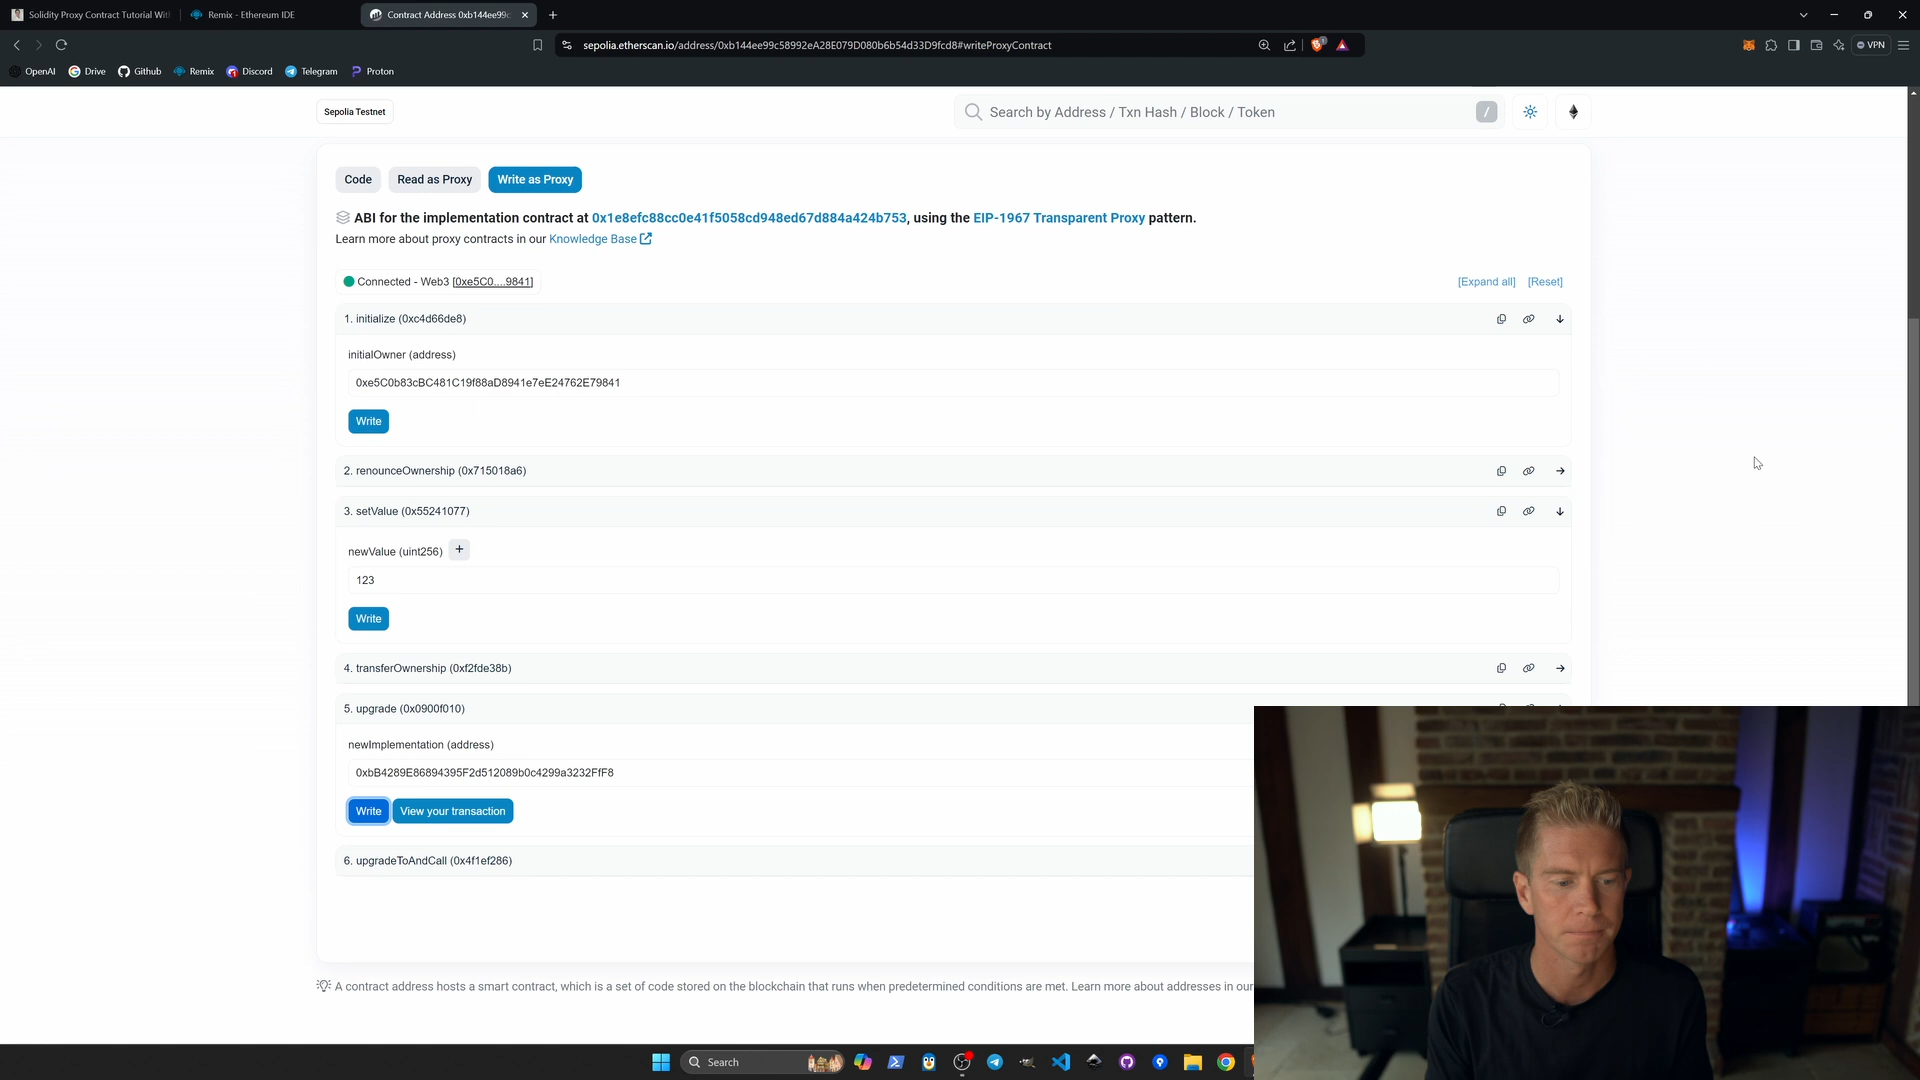 Solidity Proxy Contract Tutorial Wit
Remix - Ethereum IDE
Contract Address 0xb144ee99c
sepolia.etherscan.io/address/0xb144ee99c58992eA28E079D080b6b54d33D9fcd8#writeProxyContract
VPN
OpenAI
Drive
Github
Remix
Discord
Telegram
Proton
Sepolia Testnet
Search by Address / Txn Hash / Block / Token
/
Code
Read as Proxy
Write as Proxy
ABI for the implementation contract at 0x1e8efc88cc0e41f5058cd948ed67d884a424b753, using the EIP-1967 Transparent Proxy pattern.
Learn more about proxy contracts in our Knowledge Base
Connected - Web3 [0xe5C0....9841]
[Expand all]
[Reset]
1. initialize (0xc4d66de8)
initialOwner (address)
0xe5C0b83cBC481C19f88aD8941e7eE24762E79841
Write
2. renounceOwnership (0x715018a6)
3. setValue (0x55241077)
newValue (uint256)
+
123
Write
4. transferOwnership (0xf2fde38b)
5. upgrade (0x0900f010)
newImplementation (address)
0xbB4289E86894395F2d512089b0c4299a3232FfF8
Write
View your transaction
6. upgradeToAndCall (0x4f1ef286)
A contract address hosts a smart contract, which is a set of code stored on the blockchain that runs when predetermined conditions are met. Learn more about addresses in our
Search